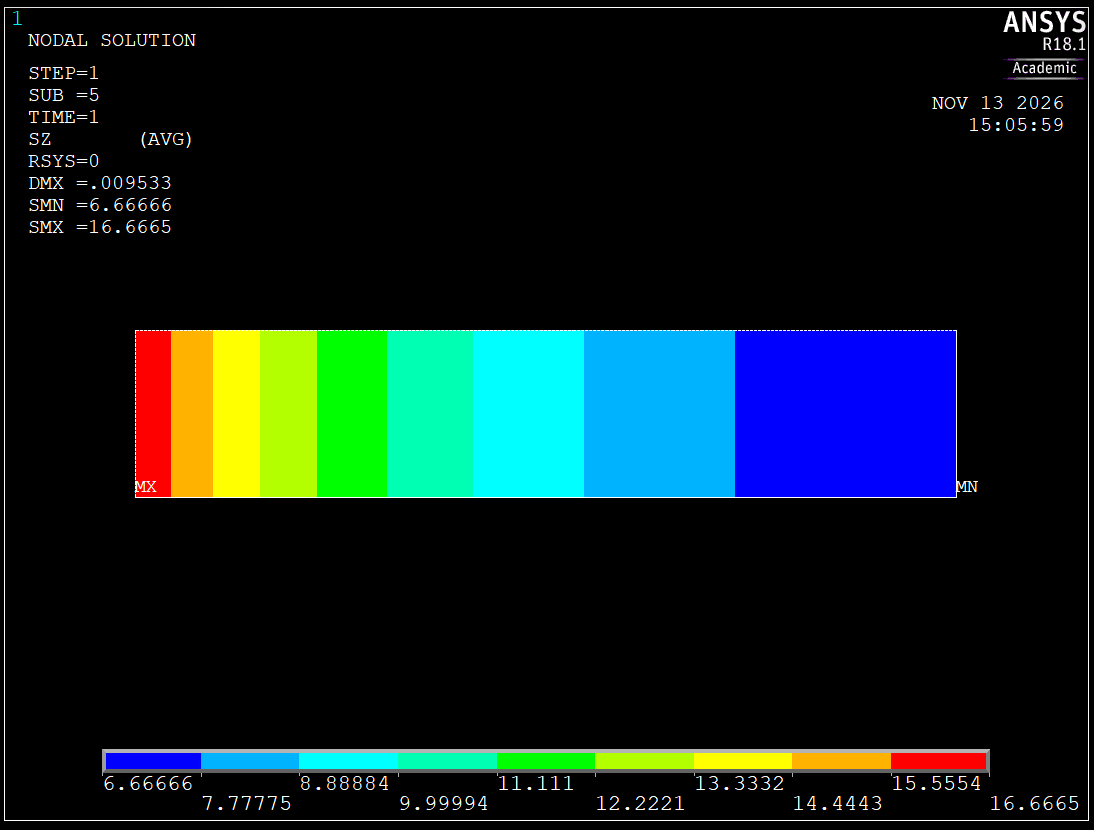 1
ANSYS
R18.1
Academic
NODAL SOLUTION
STEP=1
SUB =5
TIME=1
SZ (AVG)
RSYS=0
DMX =.009533
SMN =6.66666
SMX =16.6665
NOV 13 2026
15:05:59
MX
MN
6.66666 8.88884 11.111 13.3332 15.5554
7.77775 9.99994 12.2221 14.4443 16.6665